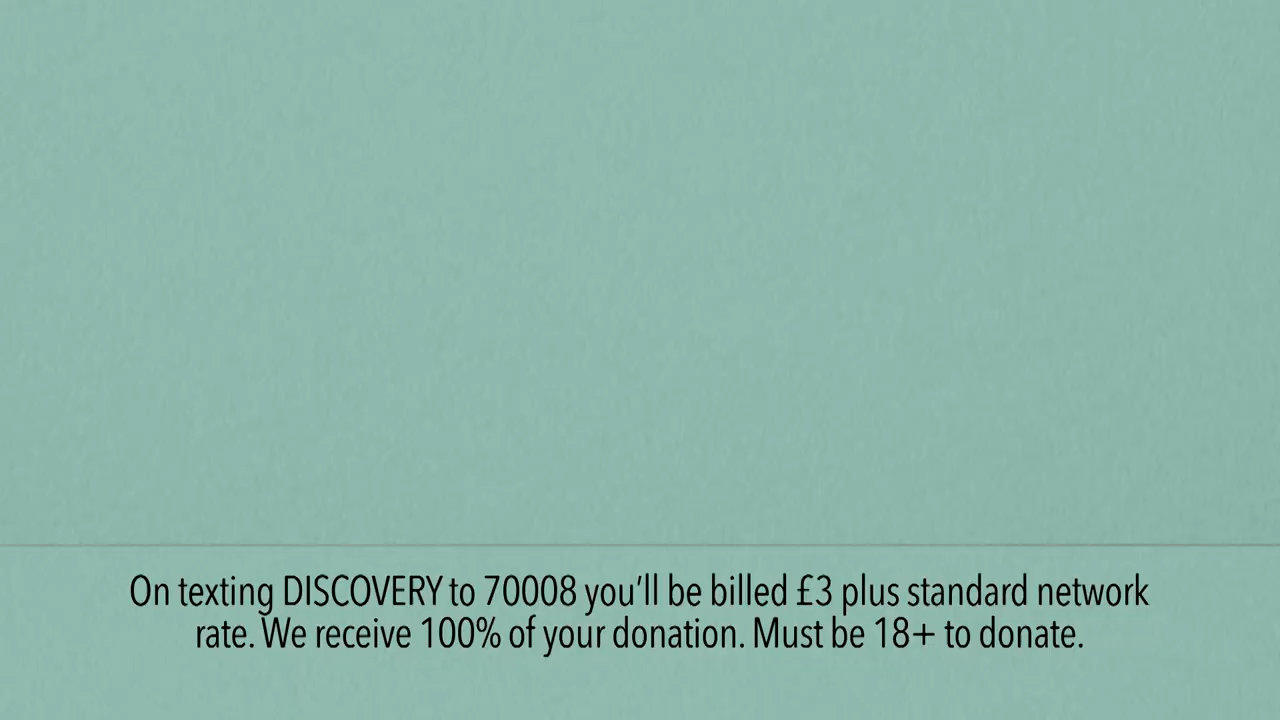 On texting DISCOVERY to 70008 you’ll be billed £3 plus standard network
rate. We receive 100% of your donation. Must be 18+ to donate.